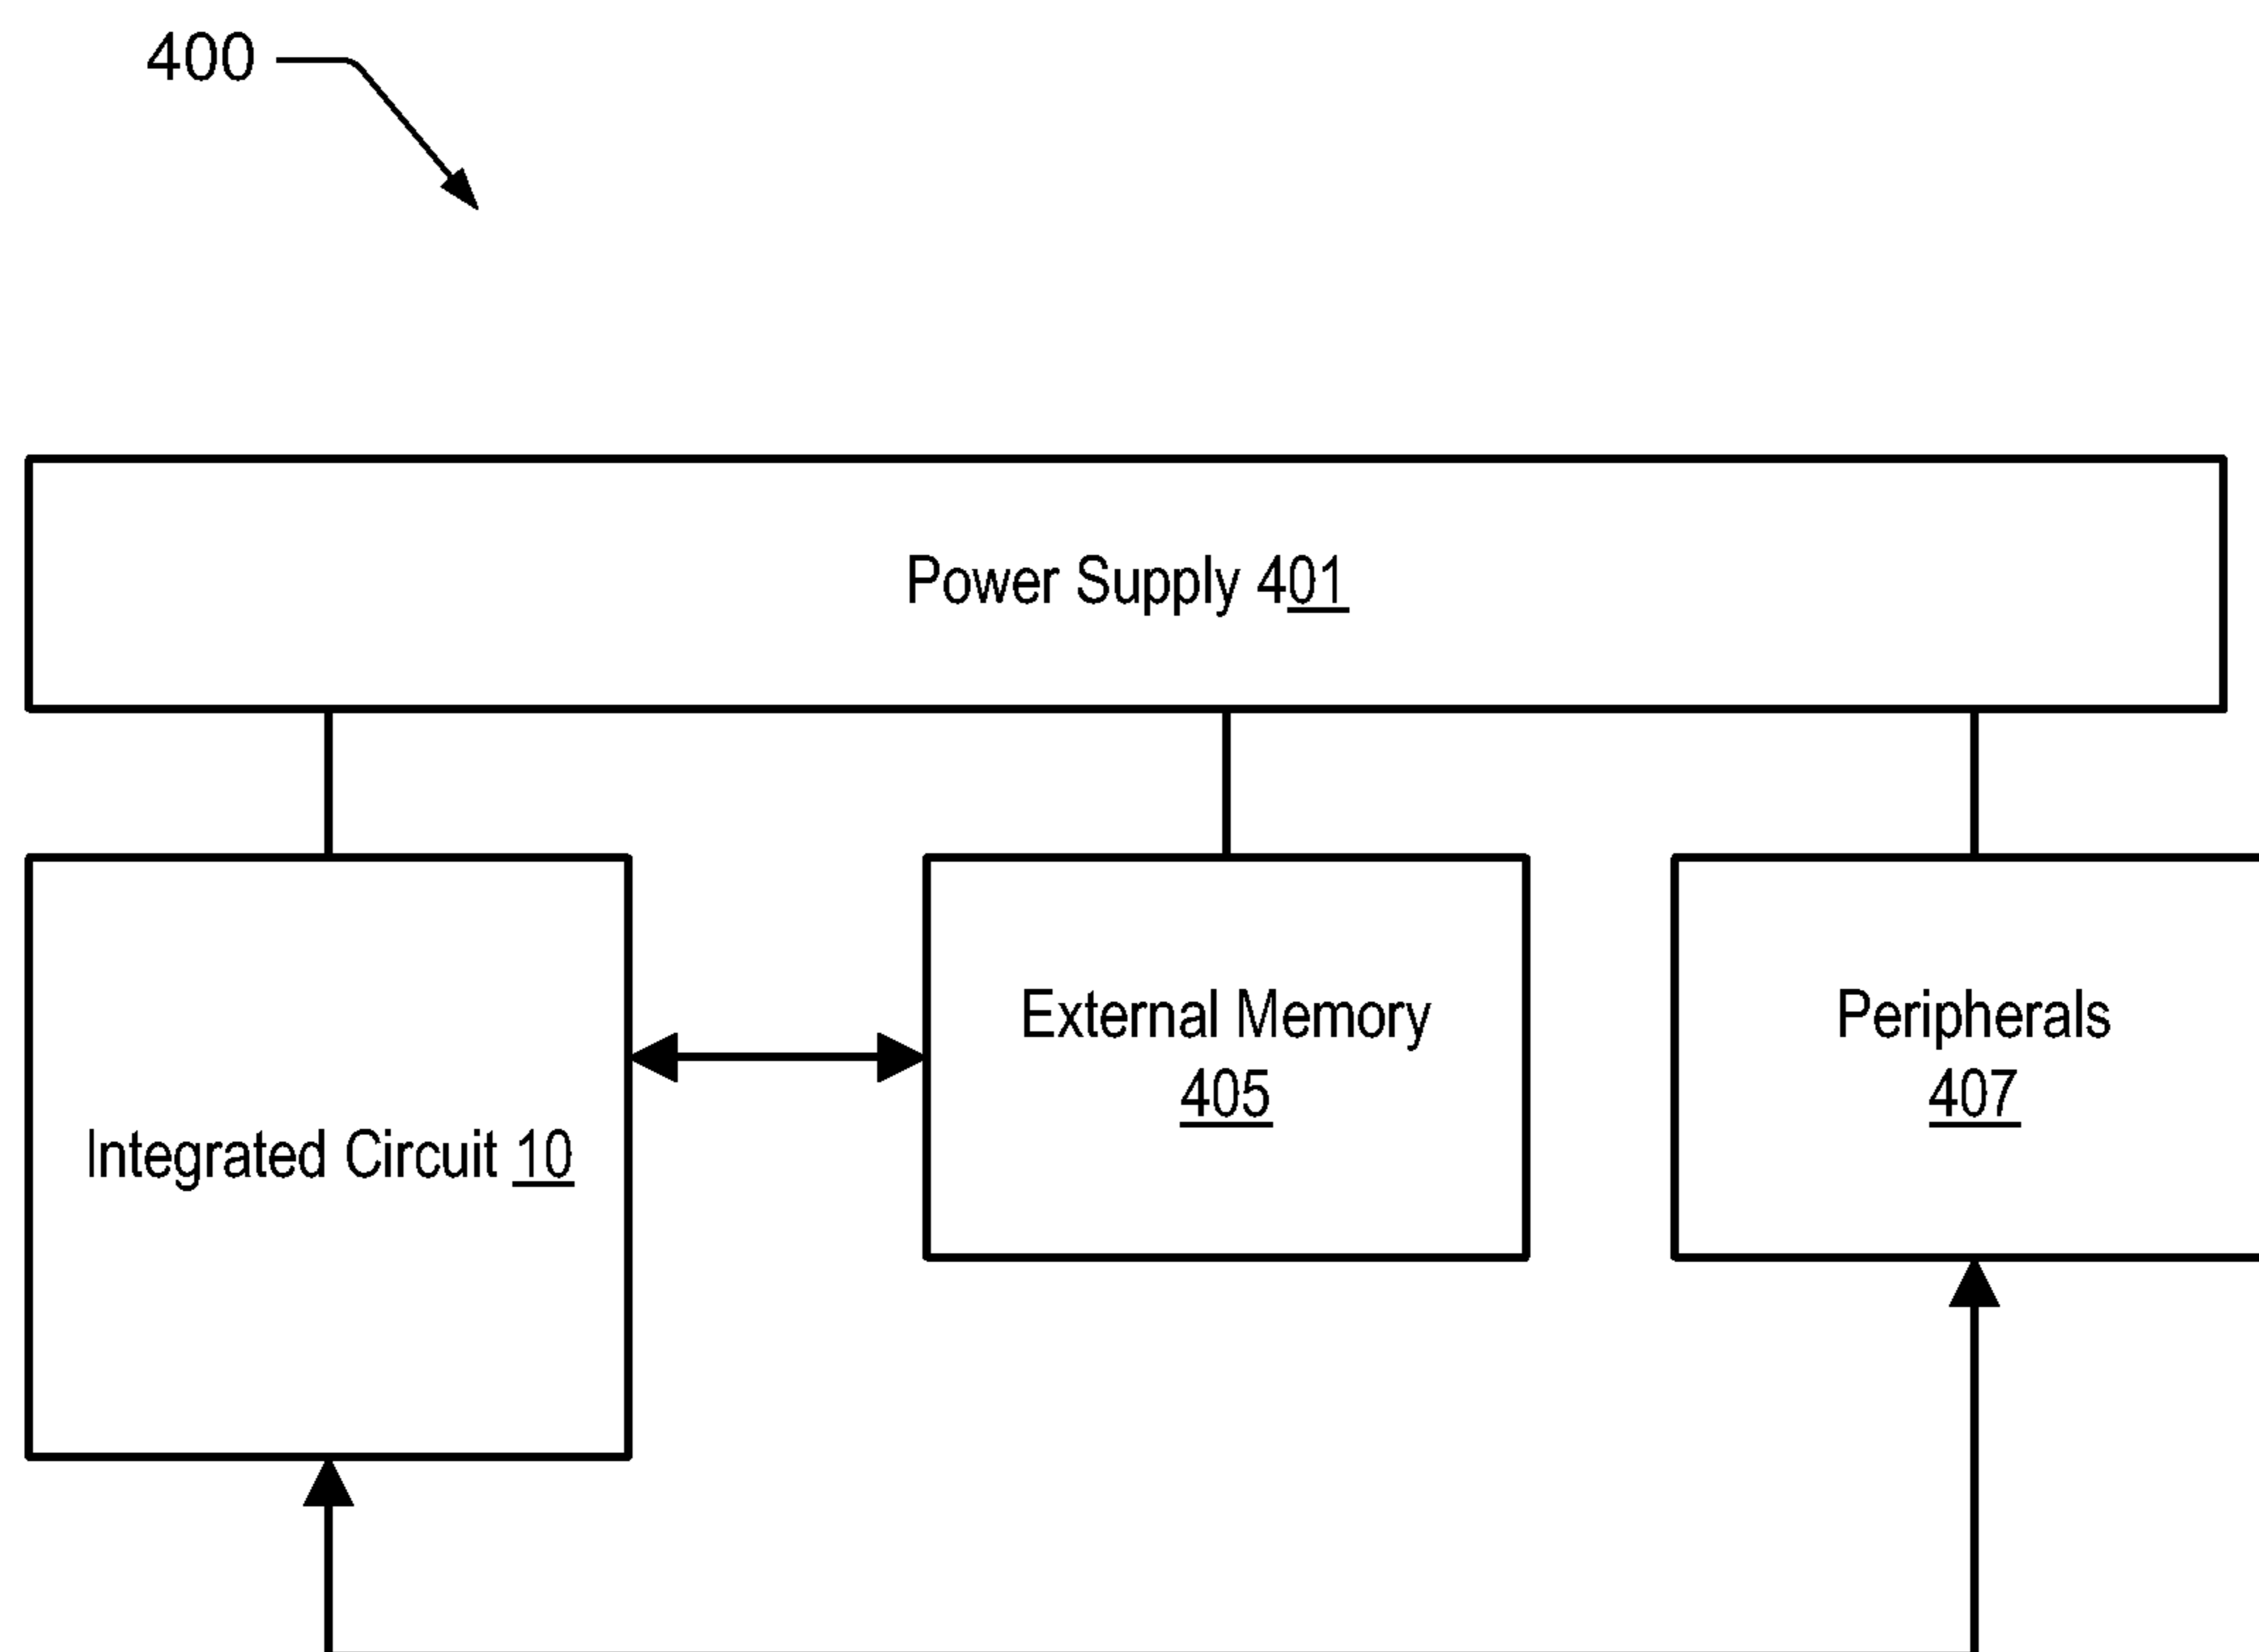 400
Power Supply 401
External Memory
405
Peripherals
407
Integrated Circuit 10